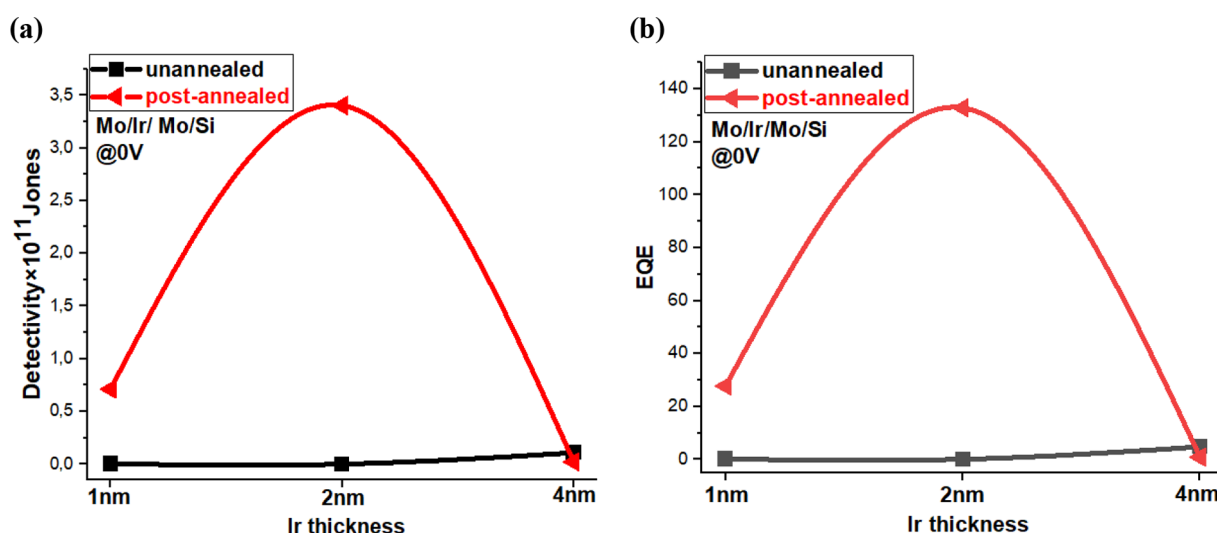 (a)
unannealed
post-annealed
Mo/Ir/ Mo/Si
@0V
Detectivity×10¹¹Jones
3,5
3,0
2,5
2,0
1,5
1,0
0,5
0,0
1nm 2nm 4nm
Ir thickness
(b)
unannealed
post-annealed
Mo/Ir/Mo/Si
@0V
EQE
140
120
100
80
60
40
20
0
1nm 2nm 4nm
Ir thickness